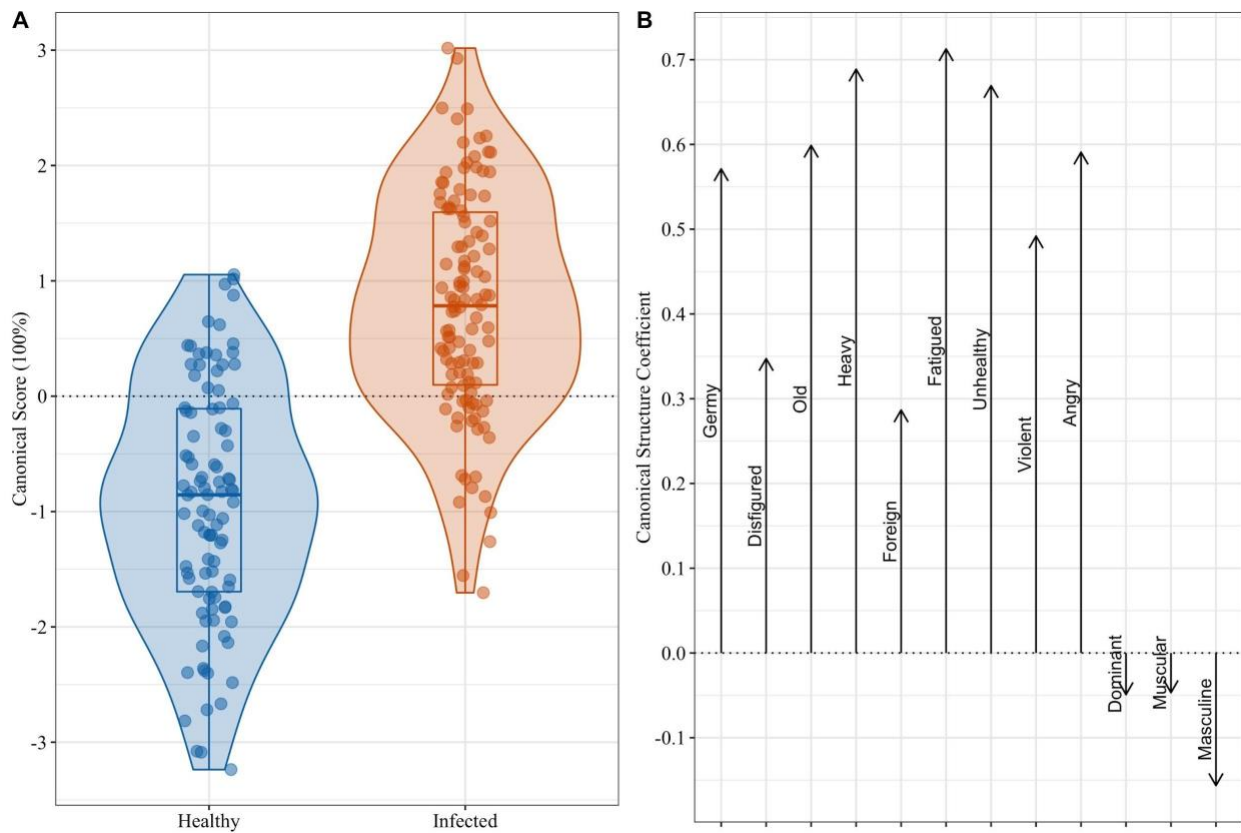 A
Canonical Score (100%)
3
2
1
0
-1
-2
-3
Healthy
Infected
B
Canonical Structure Coefficient
0.7
0.6
0.5
0.4
0.3
0.2
0.1
0.0
-0.1
Germy
Disfigured
Old
Heavy
Foreign
Fatigued
Unhealthy
Violent
Angry
Dominant
Muscular
Masculine